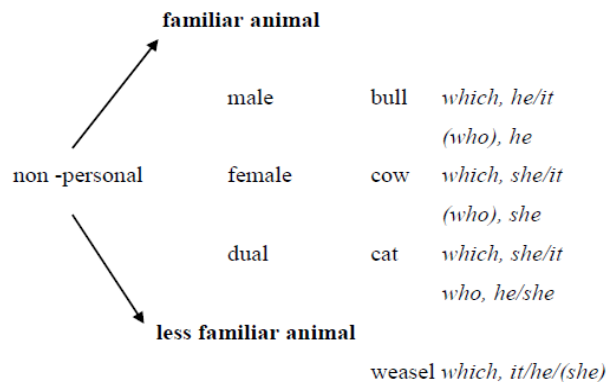 familiar animal
male bull which, he/it
(who), he
non -personal female cow which, she/it
(who), she
dual cat which, she/it
who, he/she
less familiar animal
weasel which, it/he/(she)